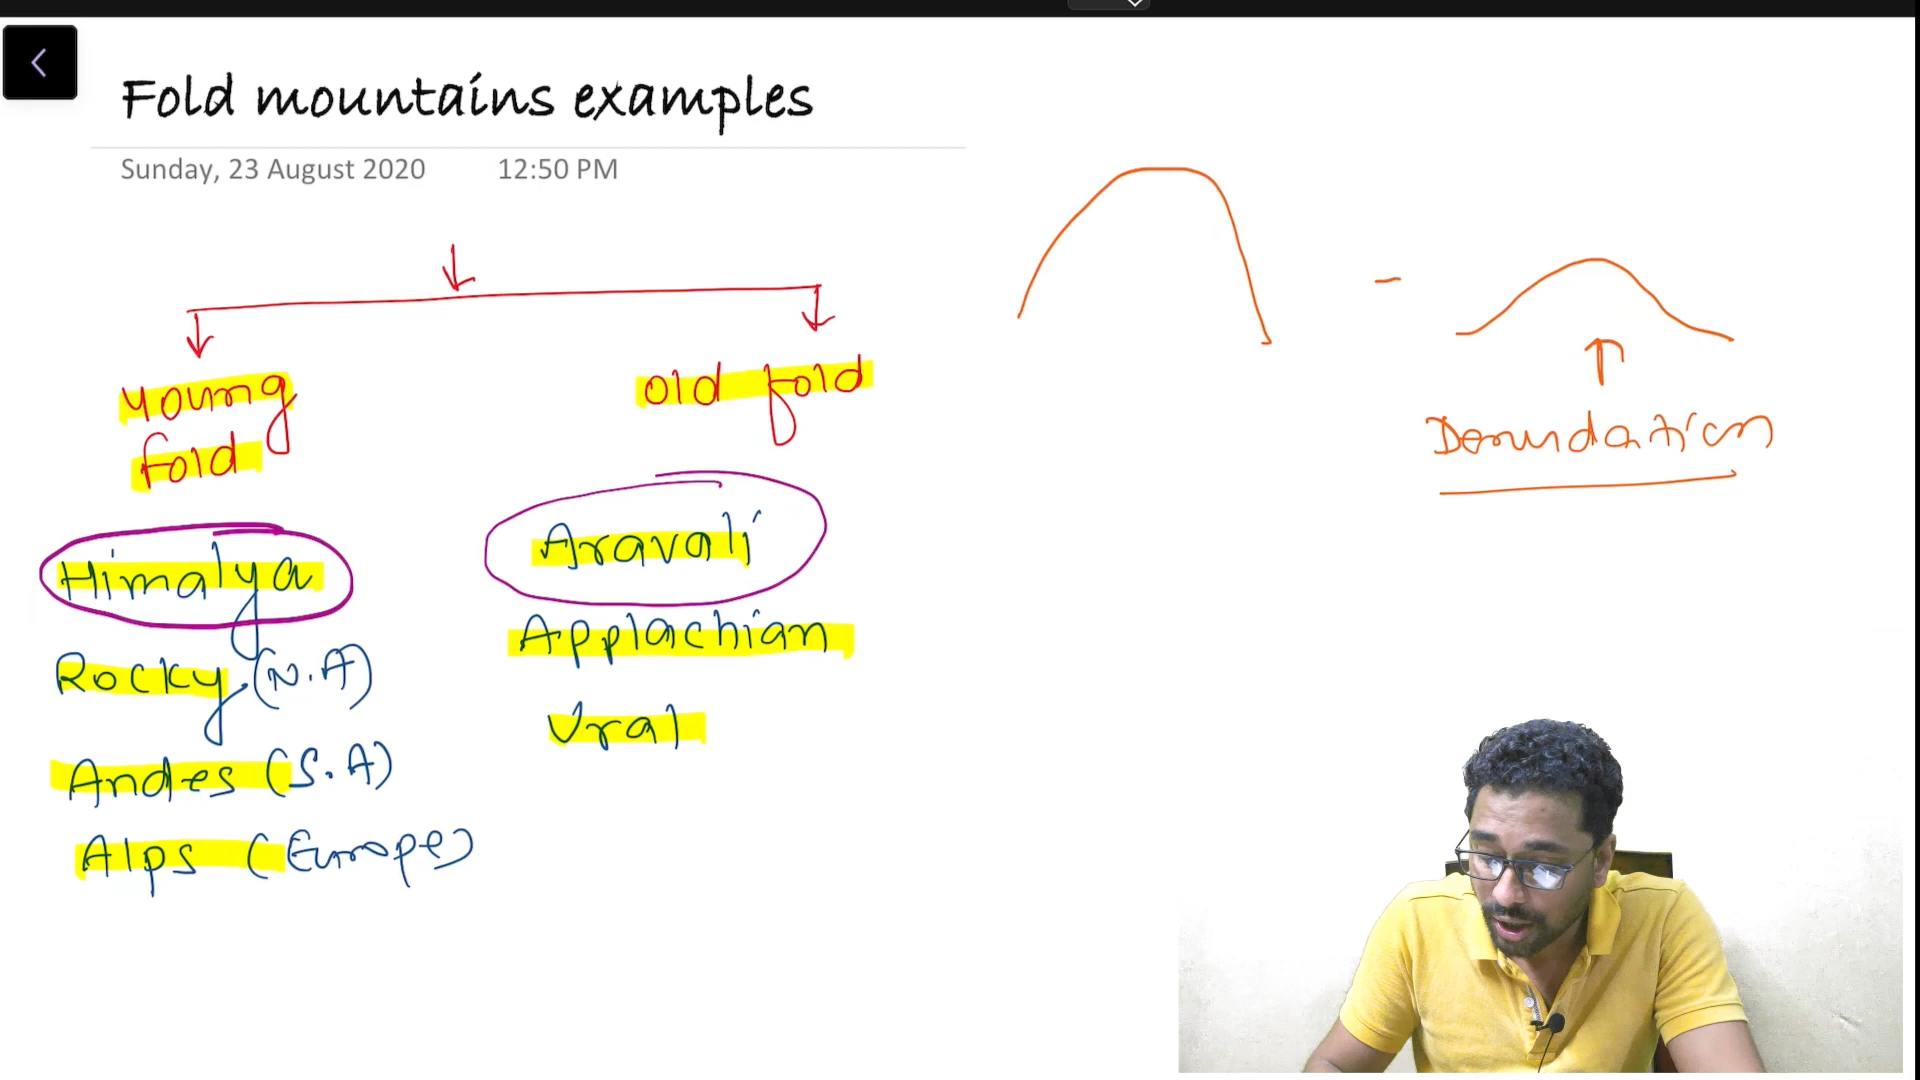 Fold mountains examples
Sunday, 23 August 2020 12:50 PM
Young
fold
Old fold
Himalya
Rocky (N.A)
Andes (S.A)
Alps (Europe)
Aravali
Applachian
Ural
Denundation